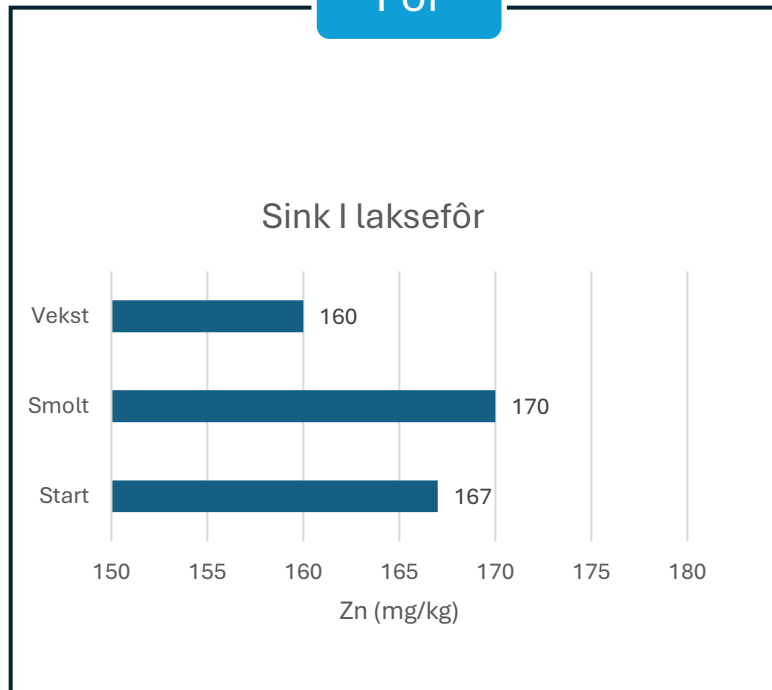 Sink I laksefôr
Vekst
160
Smolt
170
Start
167
150 155 160 165 170 175 180
Zn (mg/kg)